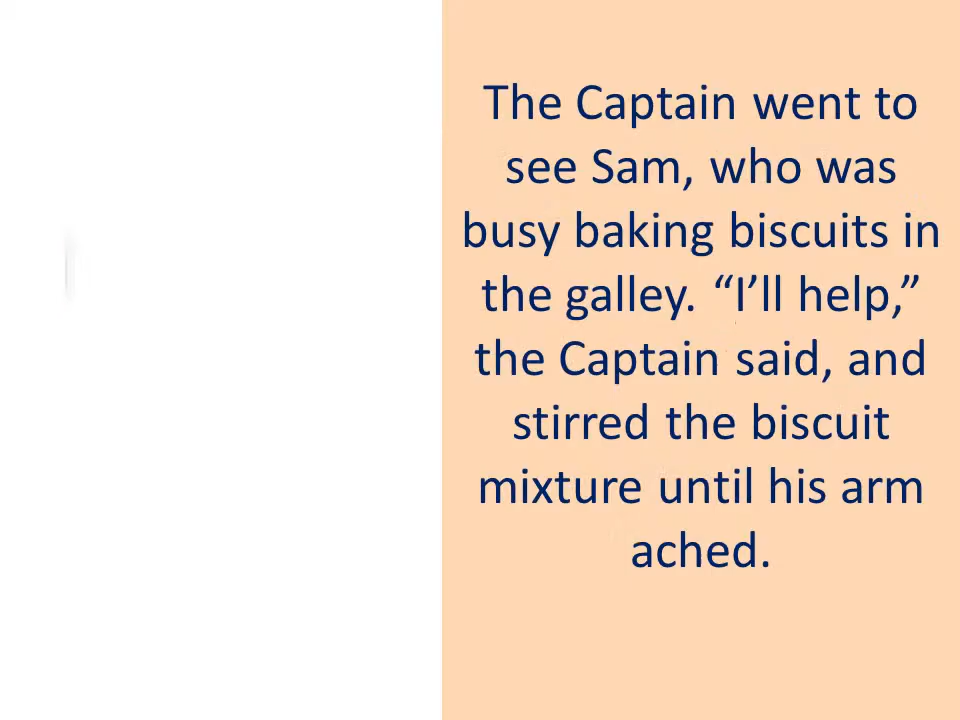 The Captain went to
see Sam, who was
busy baking biscuits in
the galley. “I’ll help,”
the Captain said, and
stirred the biscuit
mixture until his arm
ached.